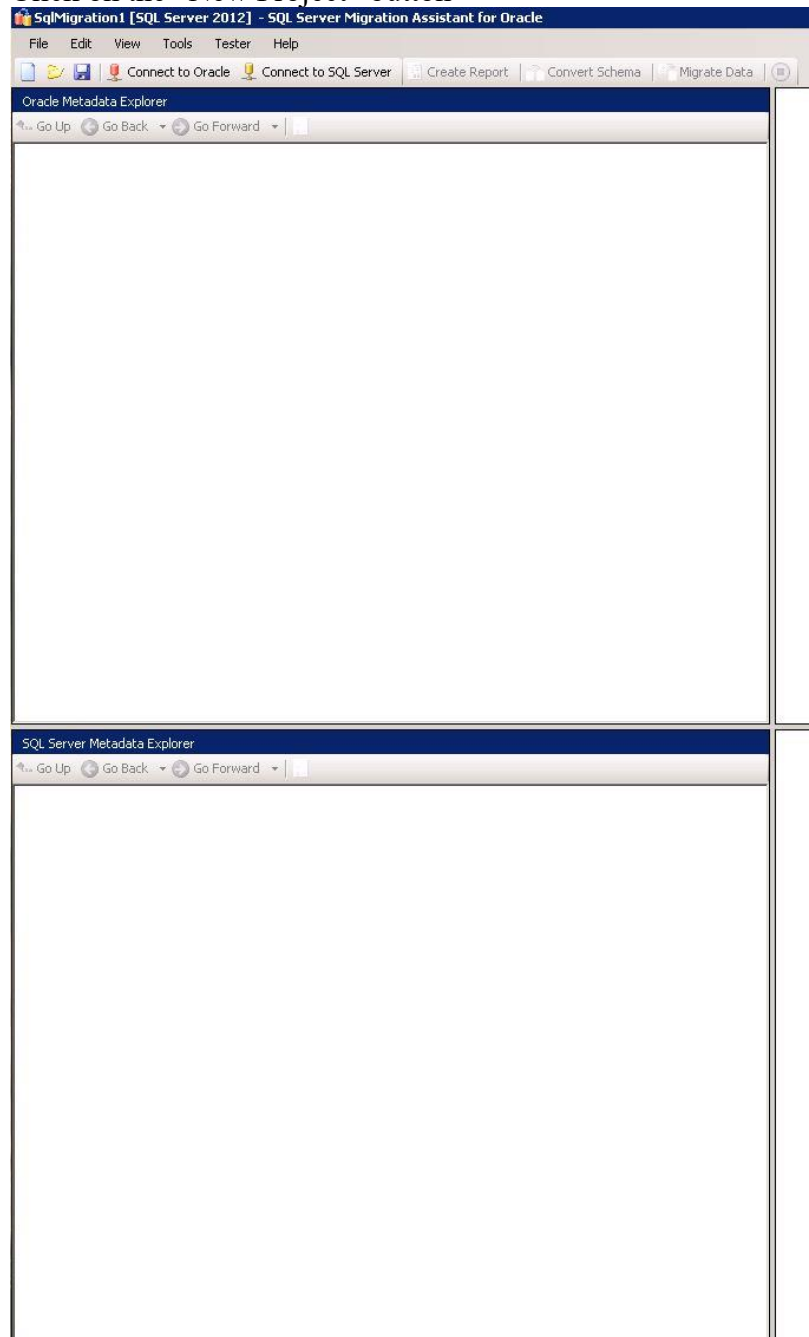 SqlMigration1 [SQL Server 2012] - SQL Server Migration Assistant for Oracle
File Edit View Tools Tester Help
Connect to Oracle Connect to SQL Server Create Report Convert Schema Migrate Data
Oracle Metadata Explorer
Go Up Go Back Go Forward
SQL Server Metadata Explorer
Go Up Go Back Go Forward